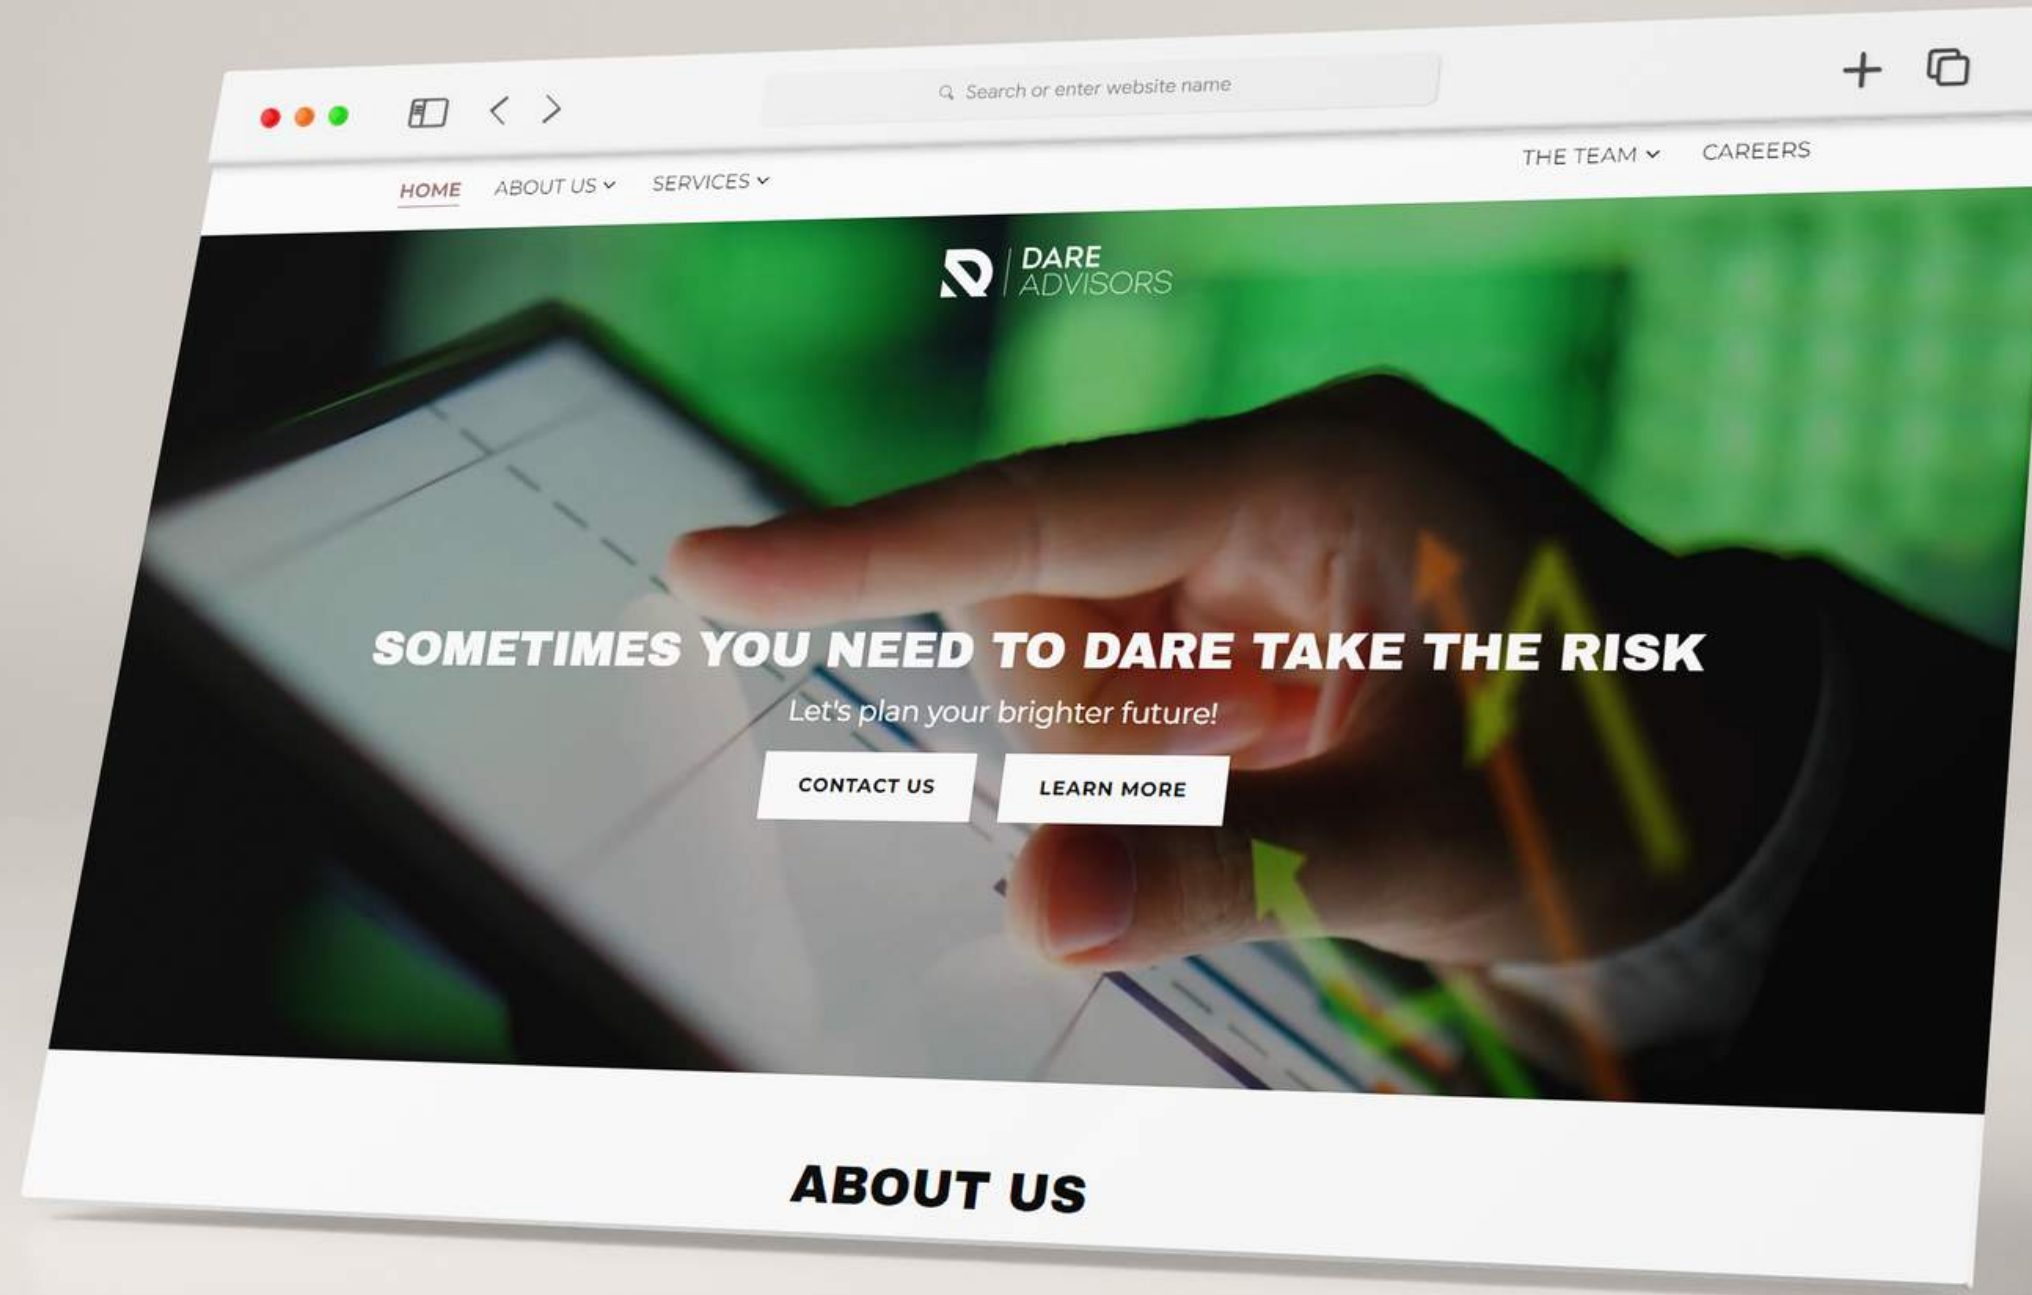 Search or enter website name
HOME ABOUT US SERVICES THE TEAM CAREERS
DARE
ADVISORS
SOMETIMES YOU NEED TO DARE TAKE THE RISK
Let's plan your brighter future!
CONTACT US LEARN MORE
ABOUT US